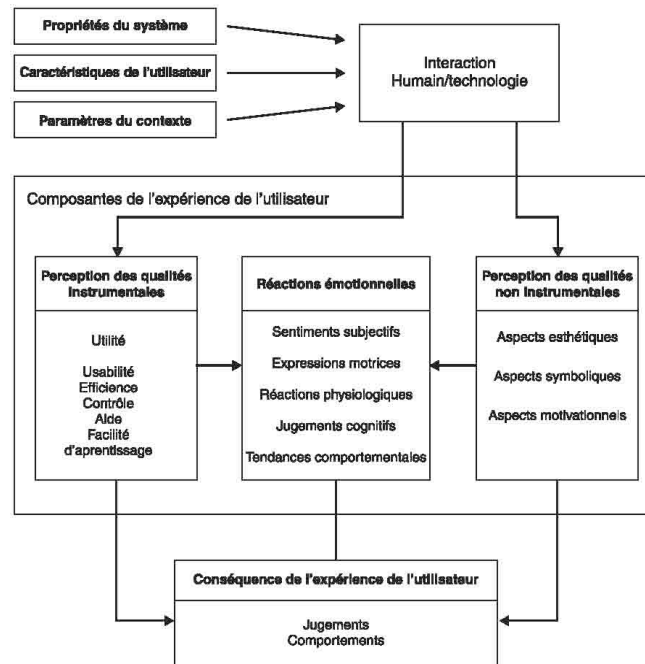 Propriétés du système
Caractéristiques de l'utilisateur
Paramètres du contexte
Interaction
Humain/technologie
Composantes de l'expérience de l'utilisateur
Perception des qualités
instrumentales
Utilité
Usabilité
Efficience
Contrôle
Aide
Facilité
d'aprentissage
Réactions émotionnelles
Sentiments subjectifs
Expressions motrices
Réactions physiologiques
Jugements cognitifs
Tendances comportementales
Perception des qualités
non instrumentales
Aspects esthétiques
Aspects symboliques
Aspects motivationnels
Conséquence de l'expérience de l'utilisateur
Jugements
Comportements